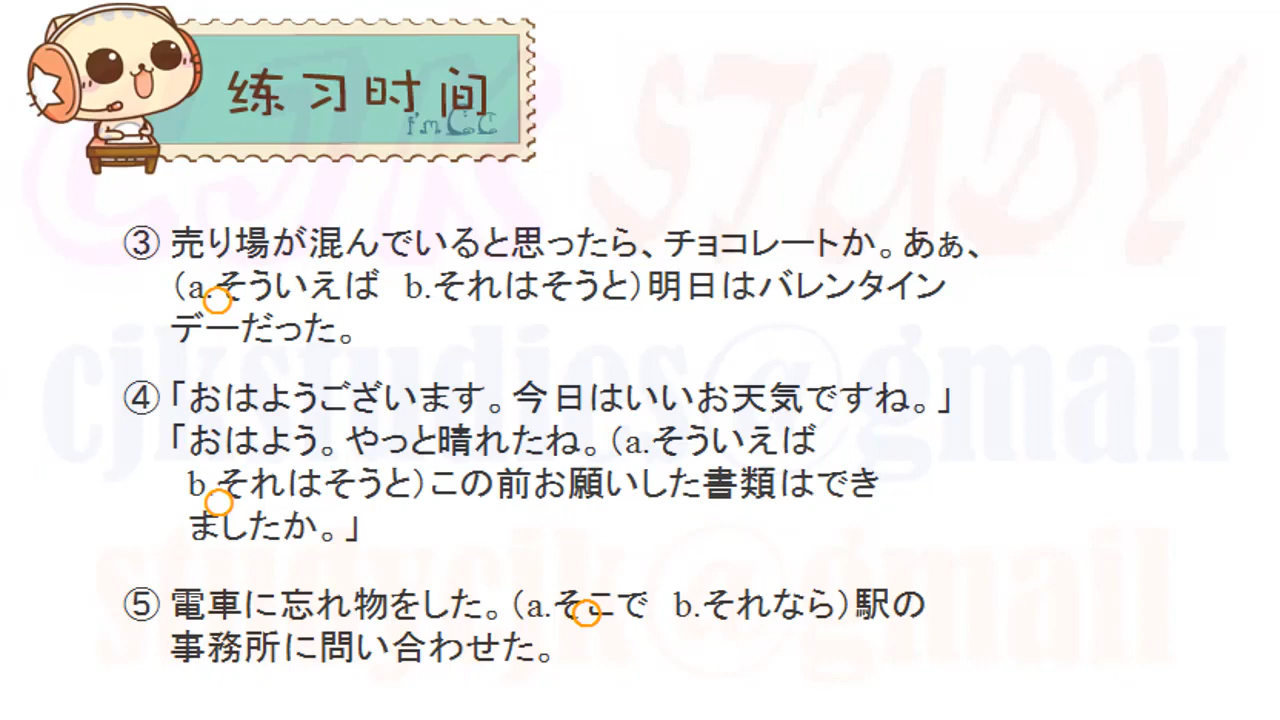 练习时间
I'm CC
CJK STUDY
③ 売り場が混んでいると思ったら、チョコレートか。あぁ、
（a.そういえば　b.それはそうと）明日はバレンタイン
デーだった。
cjkstudies@gmail
④「おはようございます。今日はいいお天気ですね。」
「おはよう。やっと晴れたね。（a.そういえば
b.それはそうと）この前お願いした書類はでき
ましたか。」
studycjk@gmail
⑤ 電車に忘れ物をした。（a.そこで　b.それなら）駅の
事務所に問い合わせた。